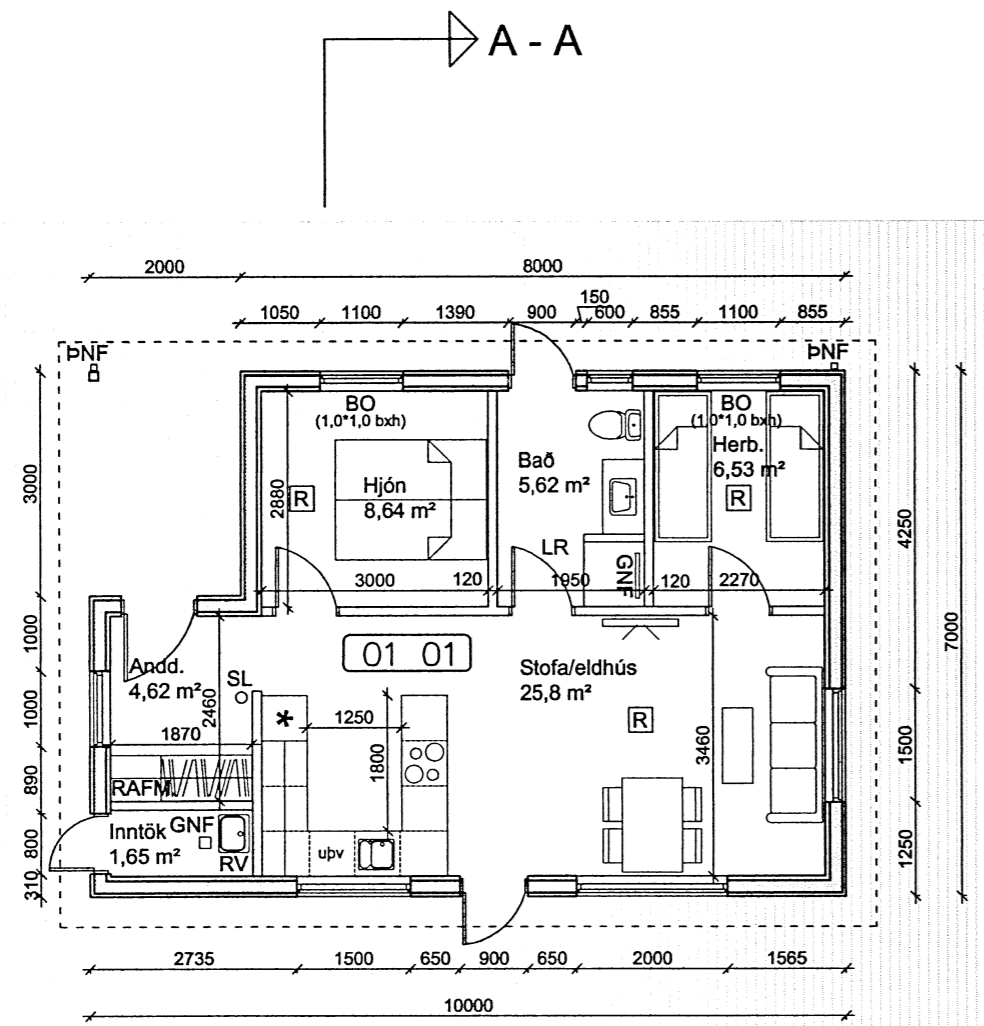 A - A
2000
8000
150
1050
1100
1390
900
600
855
1100
855
ÞNF
ÞNF
BO
(1,0*1,0 bxh)
BO
(1,0*1,0 bxh)
Herb.
6,53 m²
Hjón
8,64 m²
Bað
5,62 m²
R
R
2880
3000
4250
7000
LR
GNF
3000
120
1950
120
2270
1000
01 01
Andd.
4,62 m²
SL
Stofa/eldhús
25,8 m²
2460
1000
R
*
1250
1870
1800
3460
1500
890
RAFM.
Inntök
1,65 m²
GNF
RV
uþv
800
1250
310
2735
1500
650
900
650
2000
1565
10000